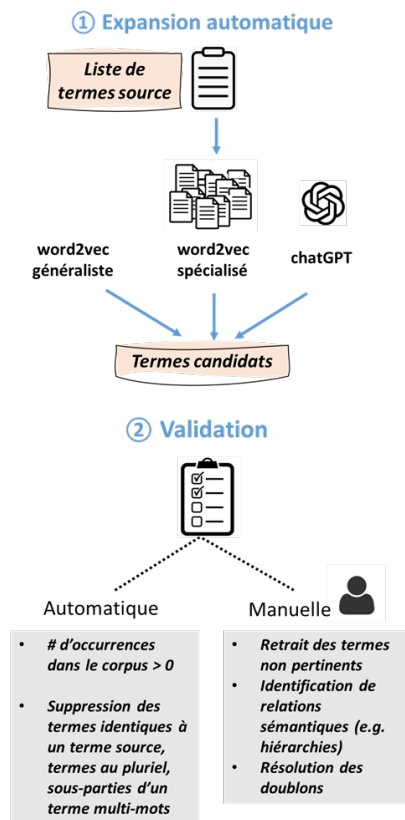 ① Expansion automatique
Liste de
termes source
word2vec
généraliste
word2vec
spécialisé
chatGPT
Termes candidats
② Validation
Automatique
Manuelle
• # d'occurrences
dans le corpus > 0
• Suppression des
termes identiques à
un terme source,
termes au pluriel,
sous-parties d'un
terme multi-mots
• Retrait des termes
non pertinents
• Identification de
relations
sémantiques (e.g.
hiérarchies)
• Résolution des
doublons